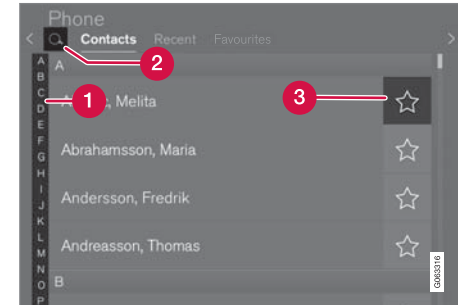 Phone
Contacts Recent Favourites
2
A
A
B
C
D
E
F
G
H
I
J
K
L
M
N
O
P
1
Melita
3
Abrahamsson, Maria
Andersson, Fredrik
Andreasson, Thomas
B
G063316